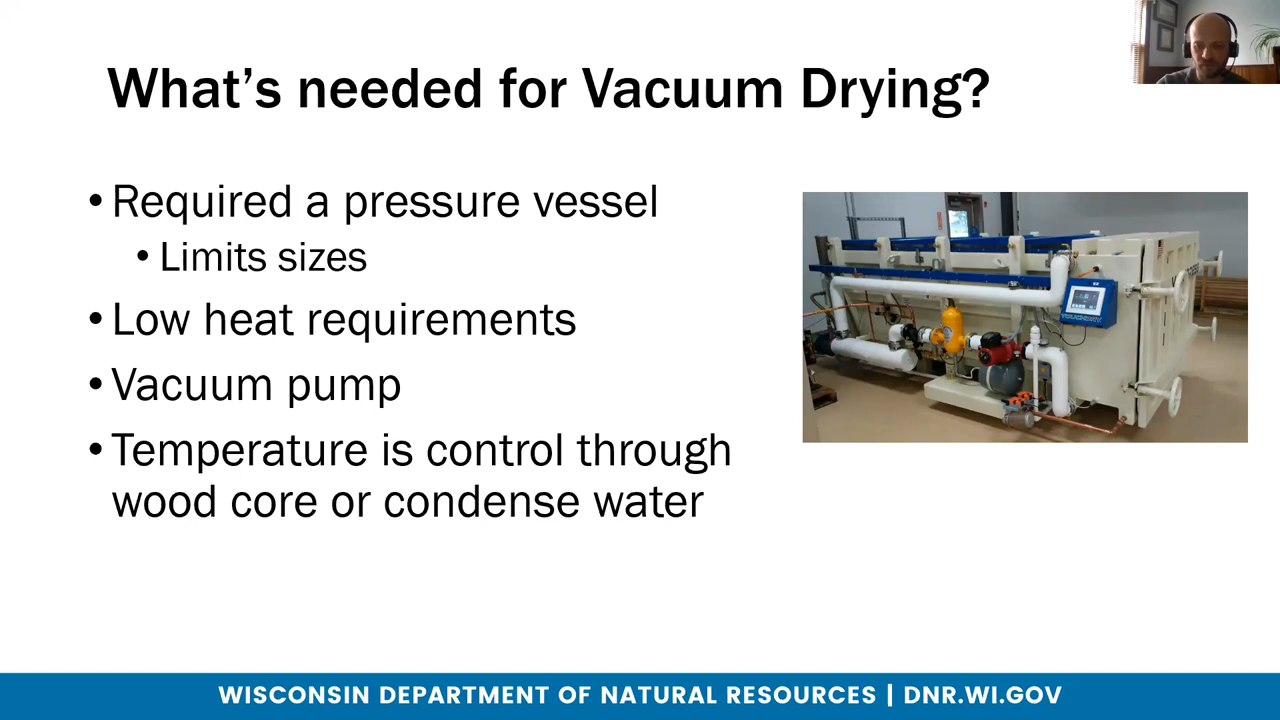 What's needed for Vacuum Drying?
• Required a pressure vessel
• Limits sizes
• Low heat requirements
• Vacuum pump
• Temperature is control through
wood core or condense water
WISCONSIN DEPARTMENT OF NATURAL RESOURCES | DNR.WI.GOV